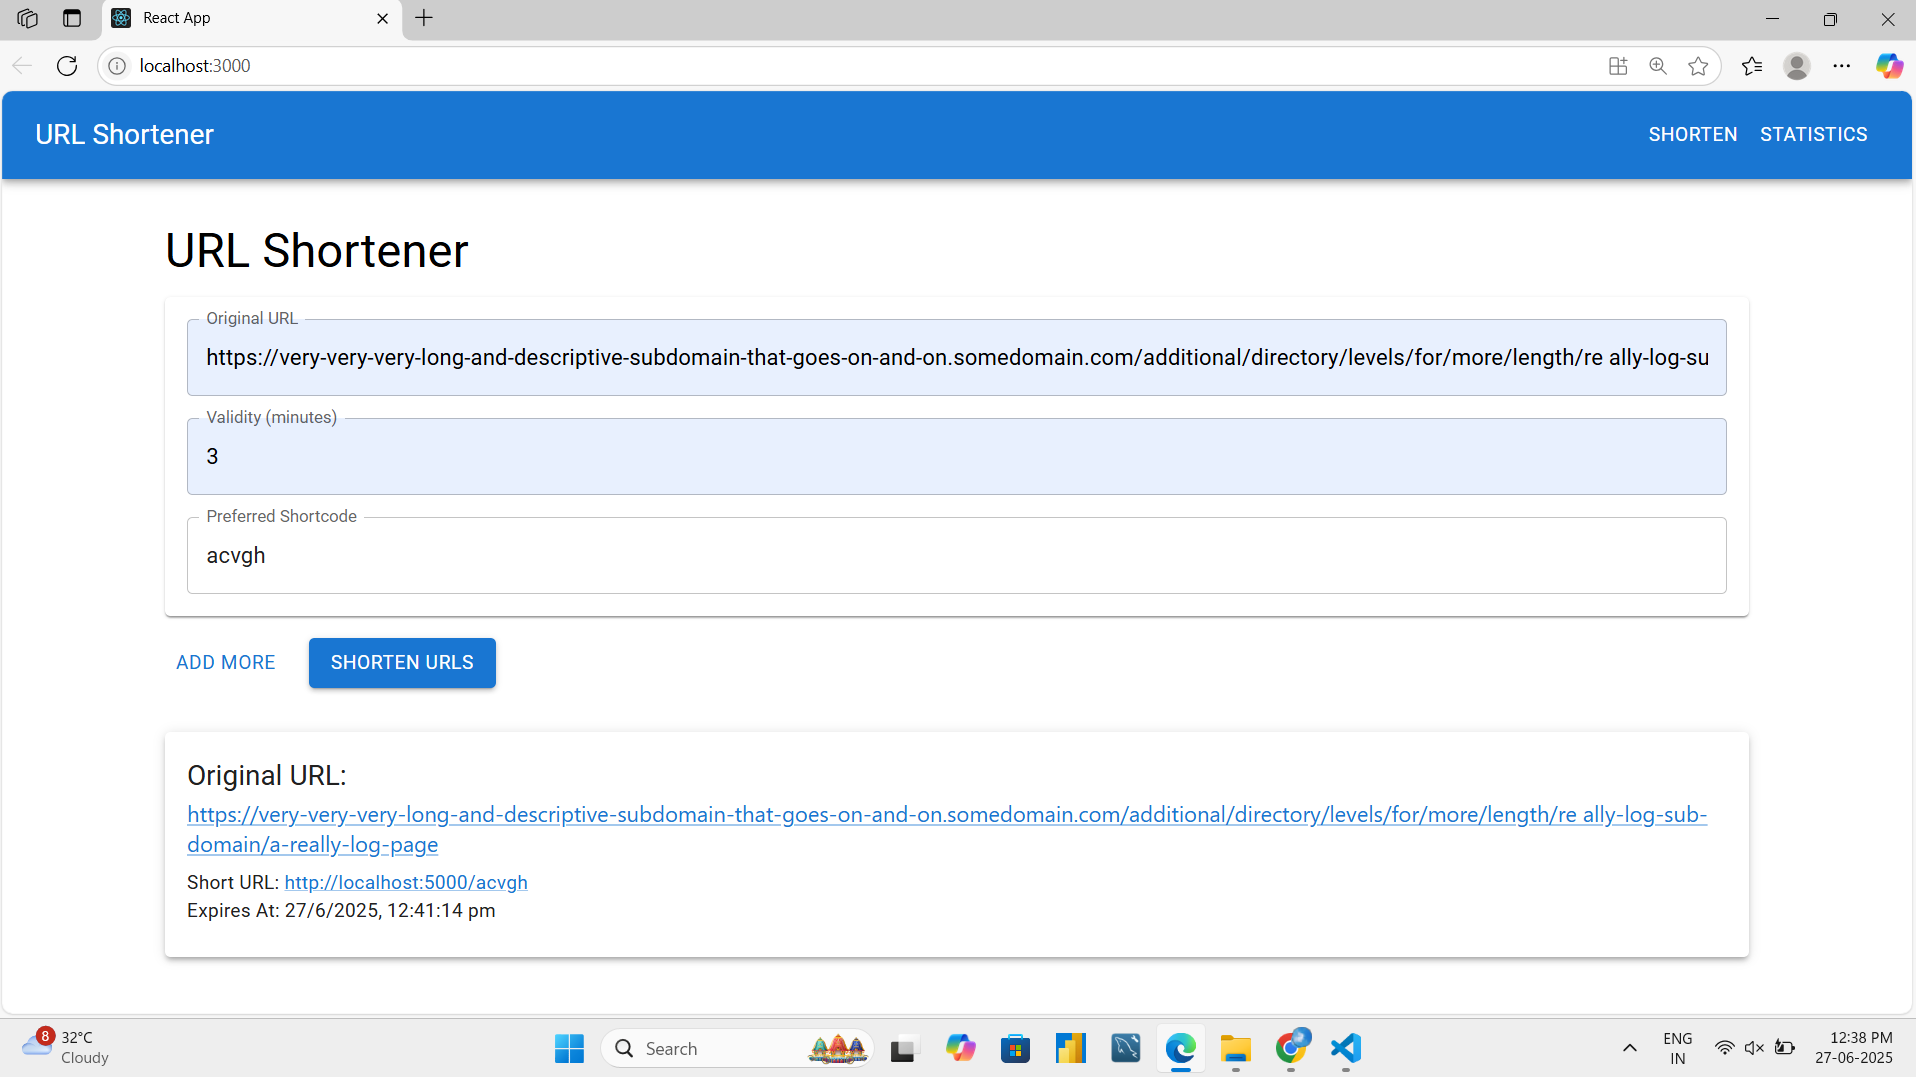 React App
localhost:3000
URL Shortener
SHORTEN STATISTICS
URL Shortener
Original URL
https://very-very-very-long-and-descriptive-subdomain-that-goes-on-and-on.somedomain.com/additional/directory/levels/for/more/length/re ally-log-su
Validity (minutes)
3
Preferred Shortcode
acvgh
ADD MORE
SHORTEN URLS
Original URL:
https://very-very-very-long-and-descriptive-subdomain-that-goes-on-and-on.somedomain.com/additional/directory/levels/for/more/length/re ally-log-sub-
domain/a-really-log-page
Short URL: http://localhost:5000/acvgh
Expires At: 27/6/2025, 12:41:14 pm
8
32°C
Cloudy
Search
ENG
IN
12:38 PM
27-06-2025